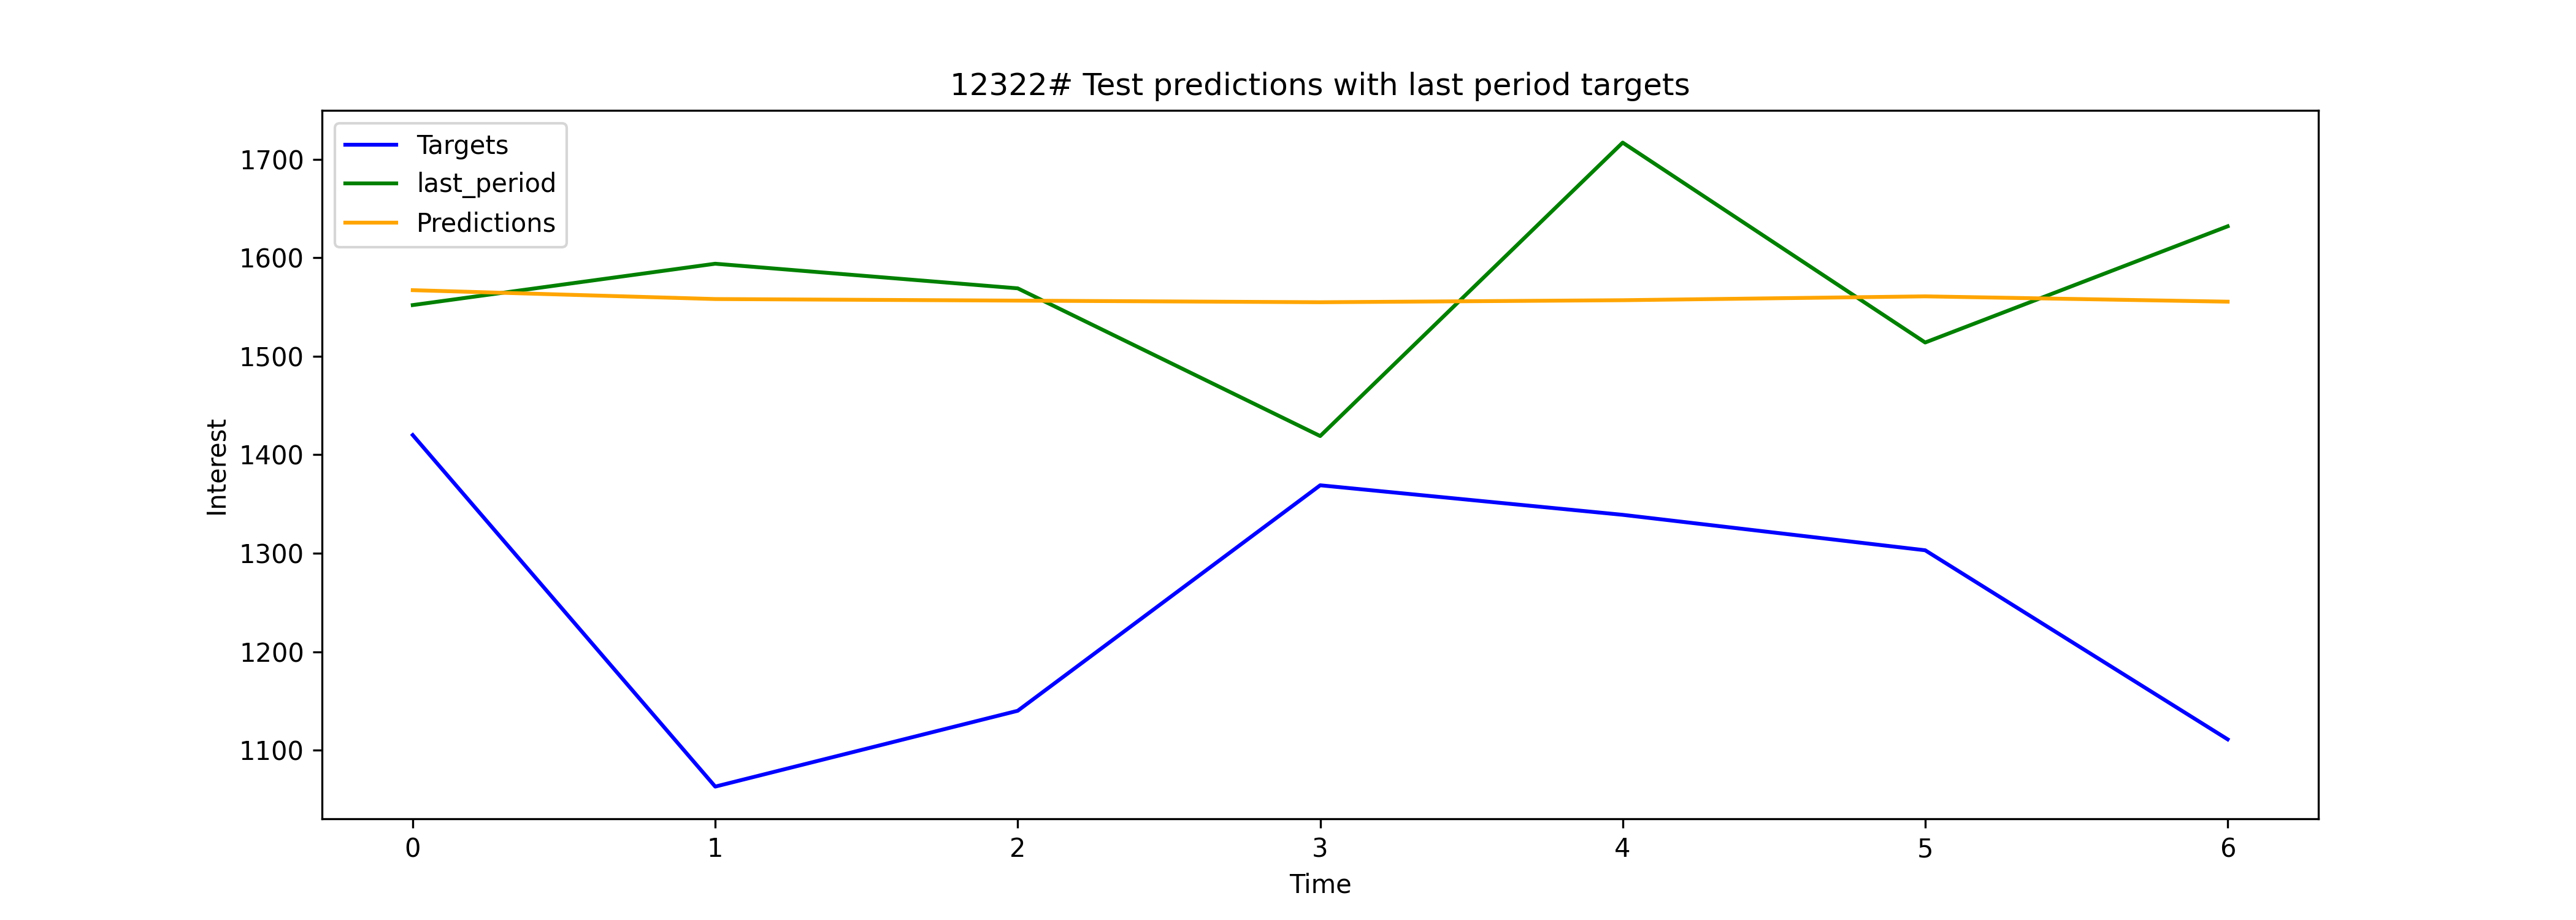 12322# Test predictions with last period targets
Targets
last_period
Predictions
1700
1600
1500
1400
1300
1200
1100
Interest
0 1 2 3 4 5 6
Time